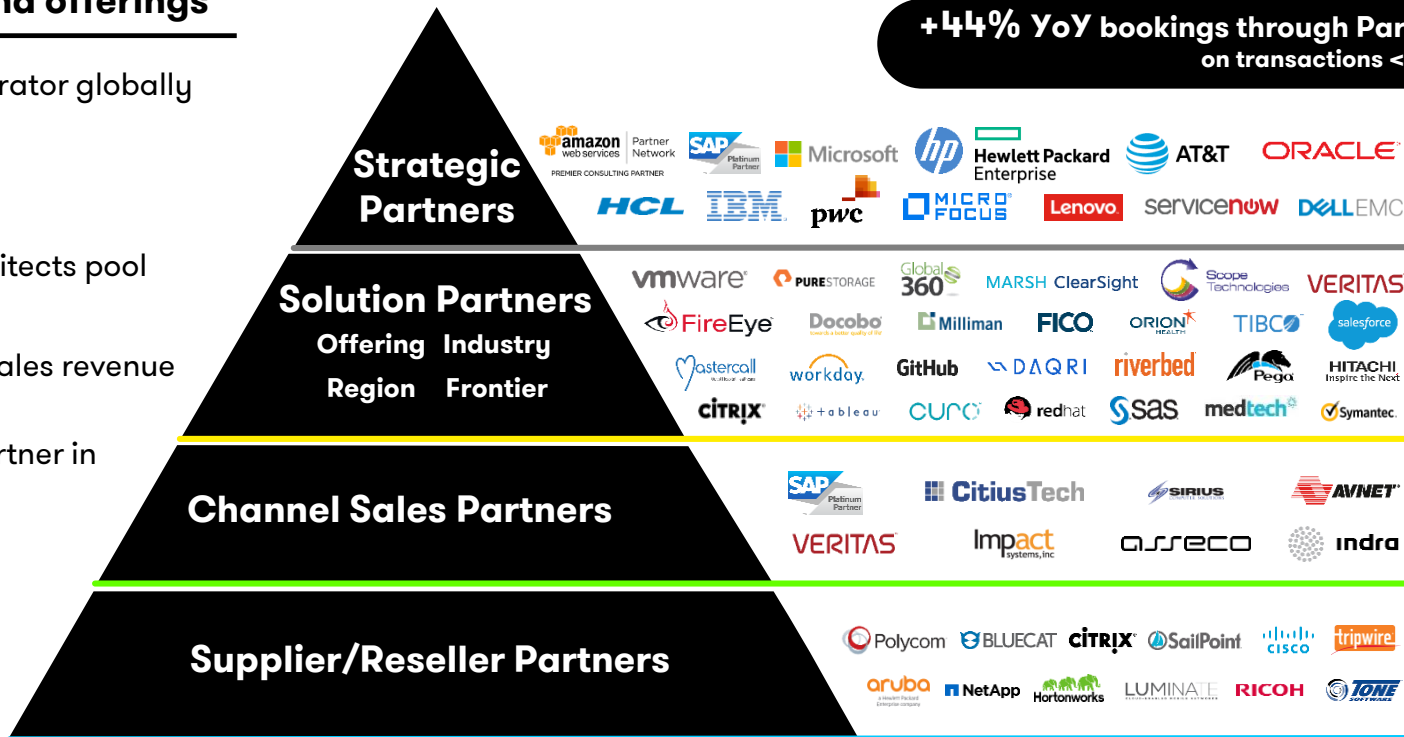 nd offerings
rator globally
itects pool
ales revenue
rtner in
+44% YoY bookings through Par
on transactions <
Strategic
Partners
amazon
web services
Partner
Network
PREMIER CONSULTING PARTNER
SAP
Platinum
Partner
Microsoft
hp
Hewlett Packard
Enterprise
AT&T
ORACLE
HCL
IBM
pwc
MICRO
FOCUS
Lenovo
servicenow
DELLEMC
Solution Partners
Offering Industry
Region Frontier
vmware
PURESTORAGE
Global
360
MARSH ClearSight
Scope
Technologies
VERITAS
FireEye
Docobo
Milliman
FICO
ORION
HEALTH
TIBCO
salesforce
Mastercall
workday.
GitHub
DAQRI
riverbed
Pega
HITACHI
Inspire the Next
CITRIX
+ableau
CURO
redhat
SSAS
medtech
Symantec.
Channel Sales Partners
SAP
Platinum
Partner
CitiusTech
SIRIUS
AVNET
VERITAS
Impact
systems,inc
asseco
indra
Supplier/Reseller Partners
Polycom
BLUECAT
CITRIX
SailPoint
CISCO
tripwire
aruba
a Hewlett Packard
Enterprise company
NetApp
Hortonworks
LUMINATE
RICOH
TONE
SOFTWARE